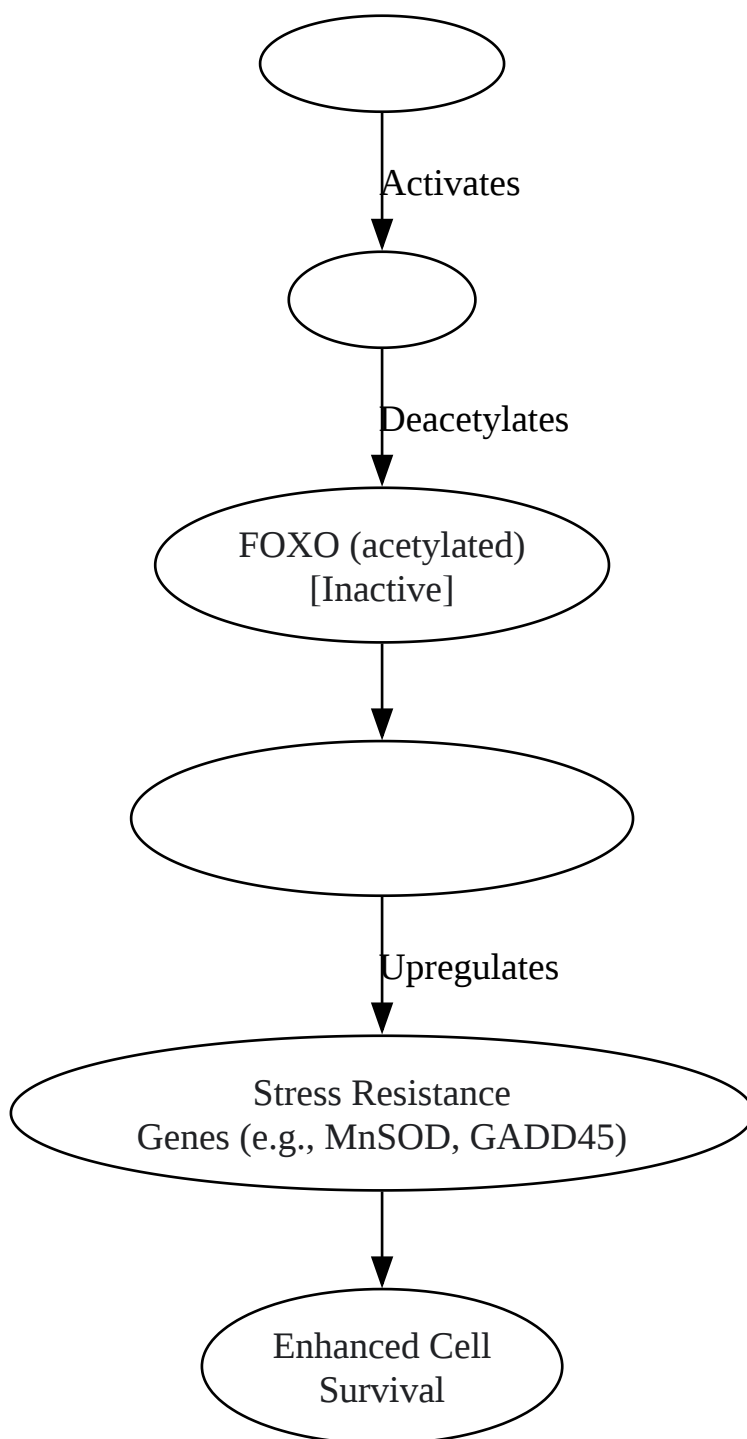 Activates
Deacetylates
FOXO (acetylated)
[Inactive]
Upregulates
Stress Resistance
Genes (e.g., MnSOD, GADD45)
Enhanced Cell
Survival